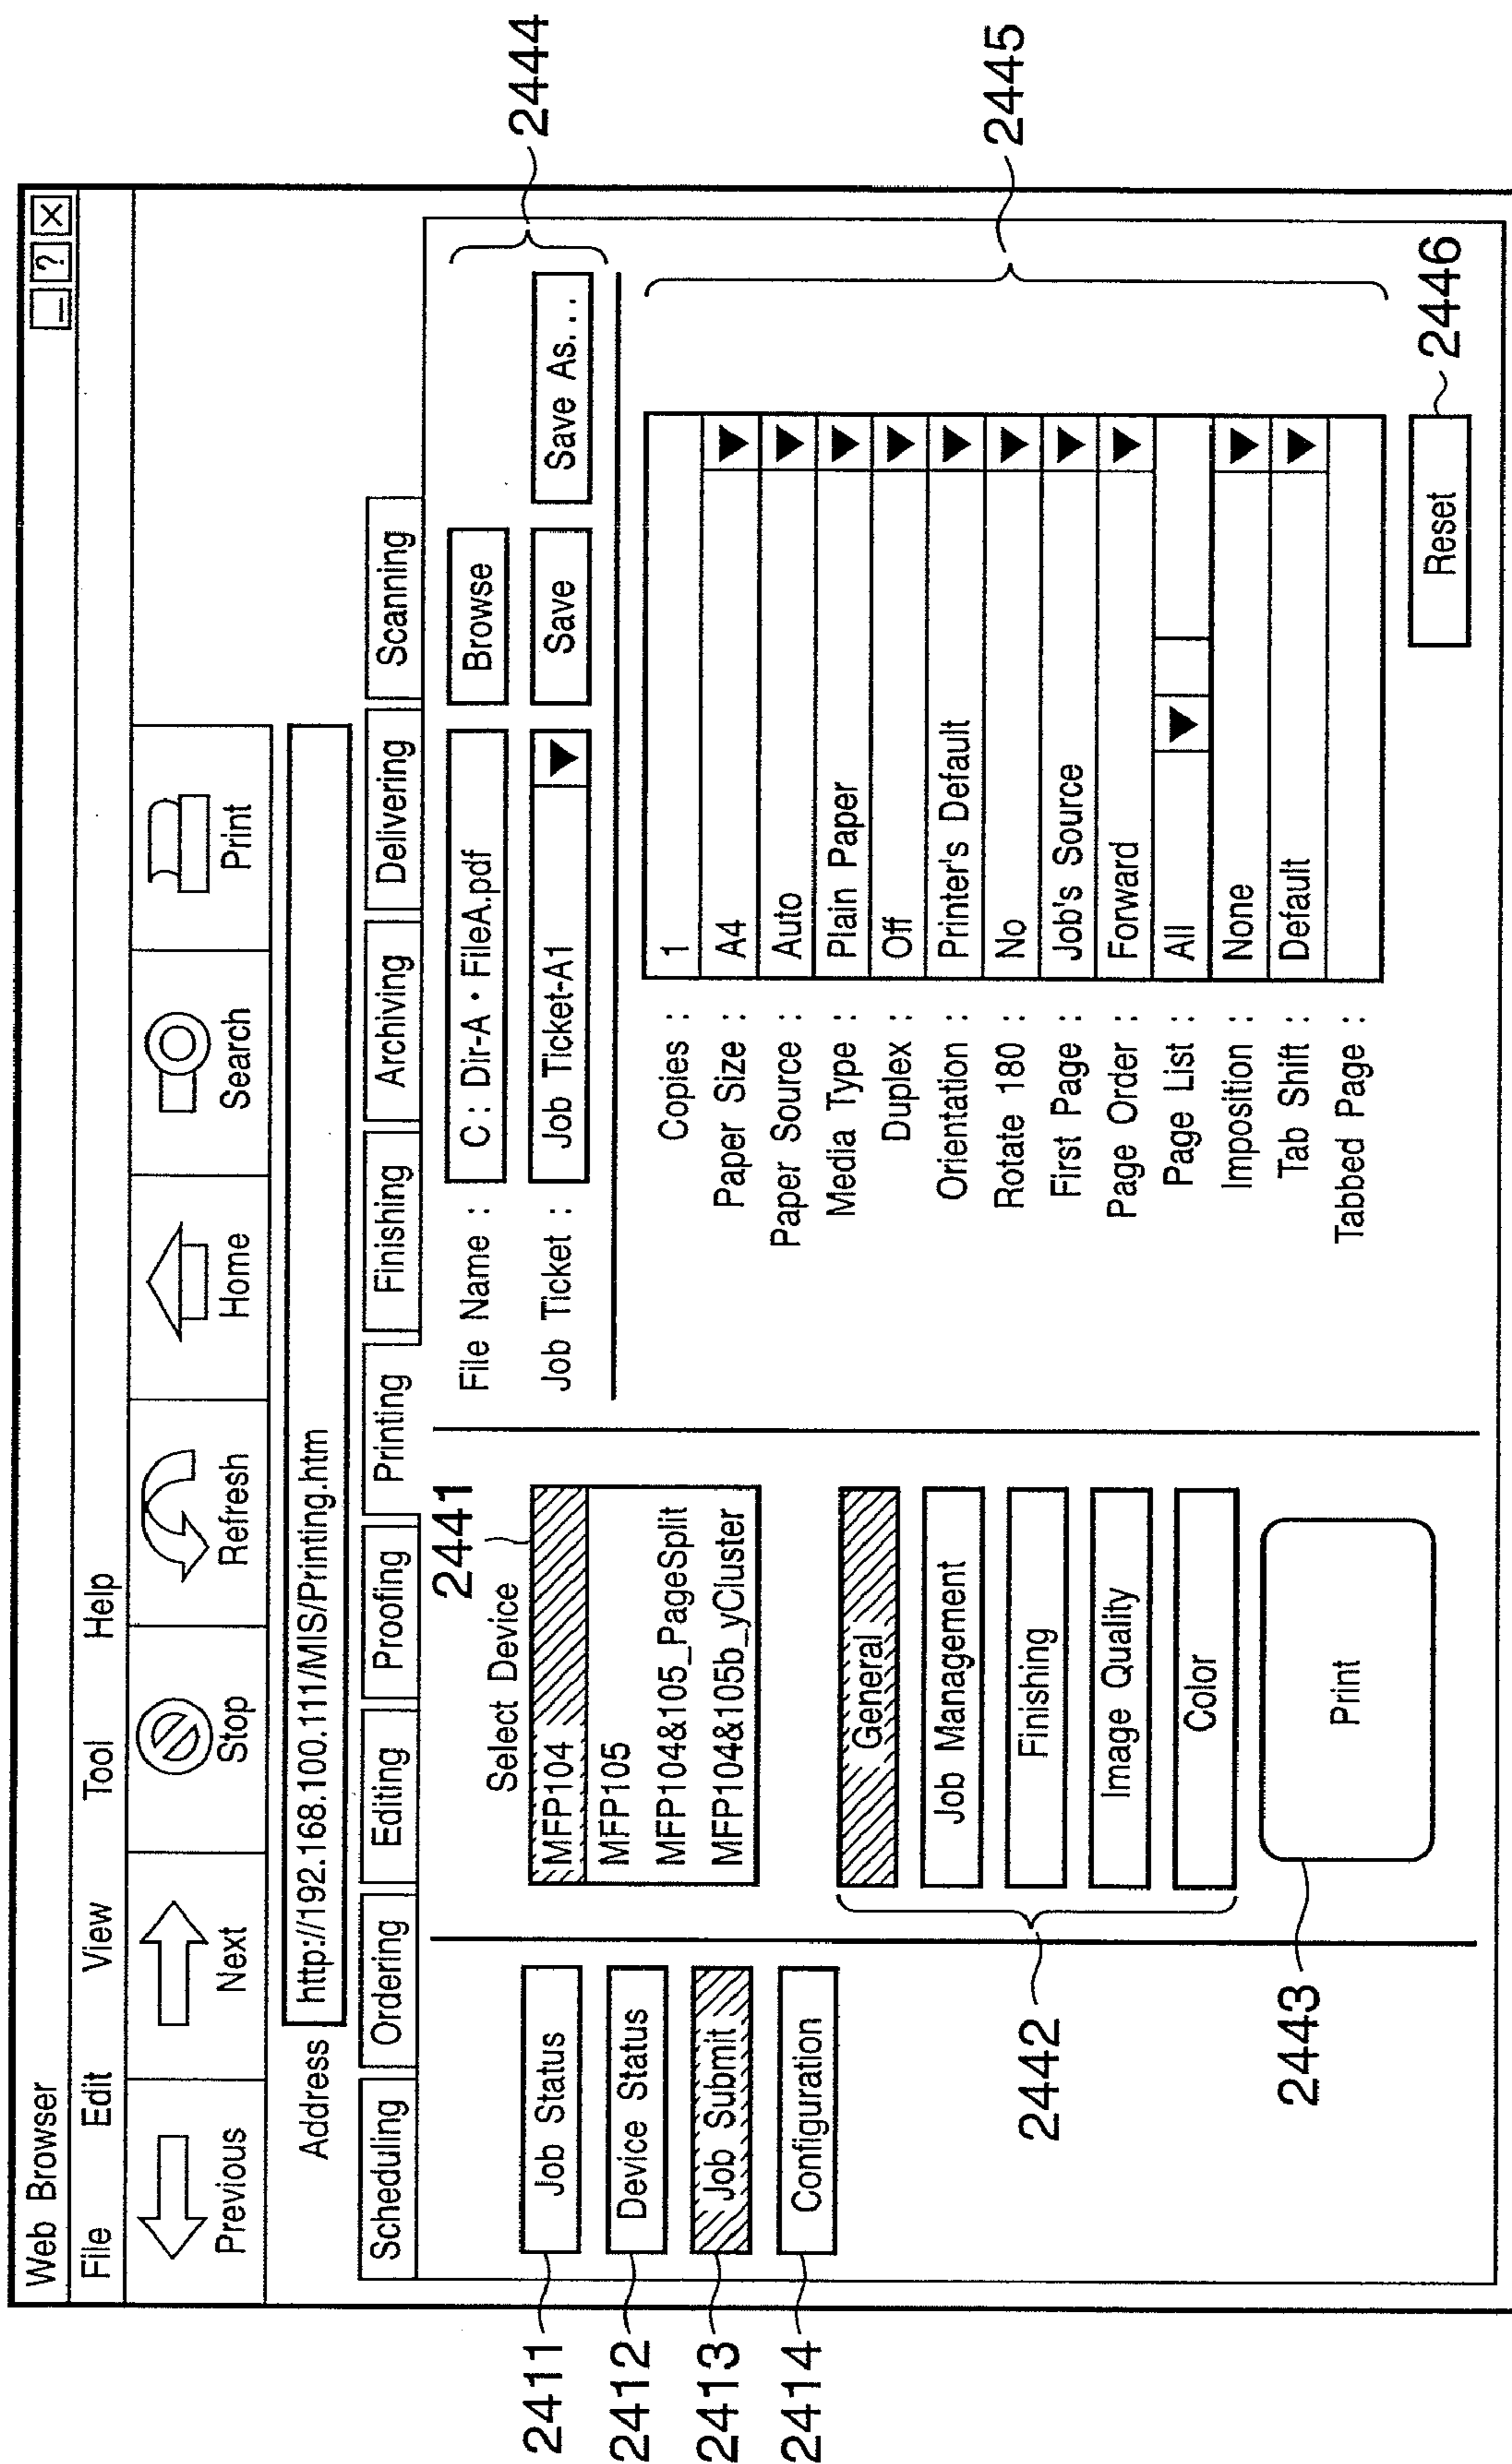 Web Browser _ ? X
File Edit View Tool Help
Previous Next Stop Refresh Home Search Print
Address http://192.168.100.111/MIS/Printing.htm
Scheduling Ordering Editing Proofing Printing Finishing Archiving Delivering Scanning
2411 Job Status
2412 Device Status
2413 Job Submit
2414 Configuration
2441
Select Device
MFP104
MFP105
MFP104&105_PageSplit
MFP104&105b_yCluster
2442
General
Job Management
Finishing
Image Quality
Color
2443
Print
File Name : C : Dir-A・FileA.pdf Browse
Job Ticket : Job Ticket-A1 Save Save As...
2444
Copies : 1
Paper Size : A4
Paper Source : Auto
Media Type : Plain Paper
Duplex : Off
Orientation : Printer's Default
Rotate 180 : No
First Page : Job's Source
Page Order : Forward
Page List : All
Imposition : None
Tab Shift : Default
Tabbed Page :
2445
Reset
2446